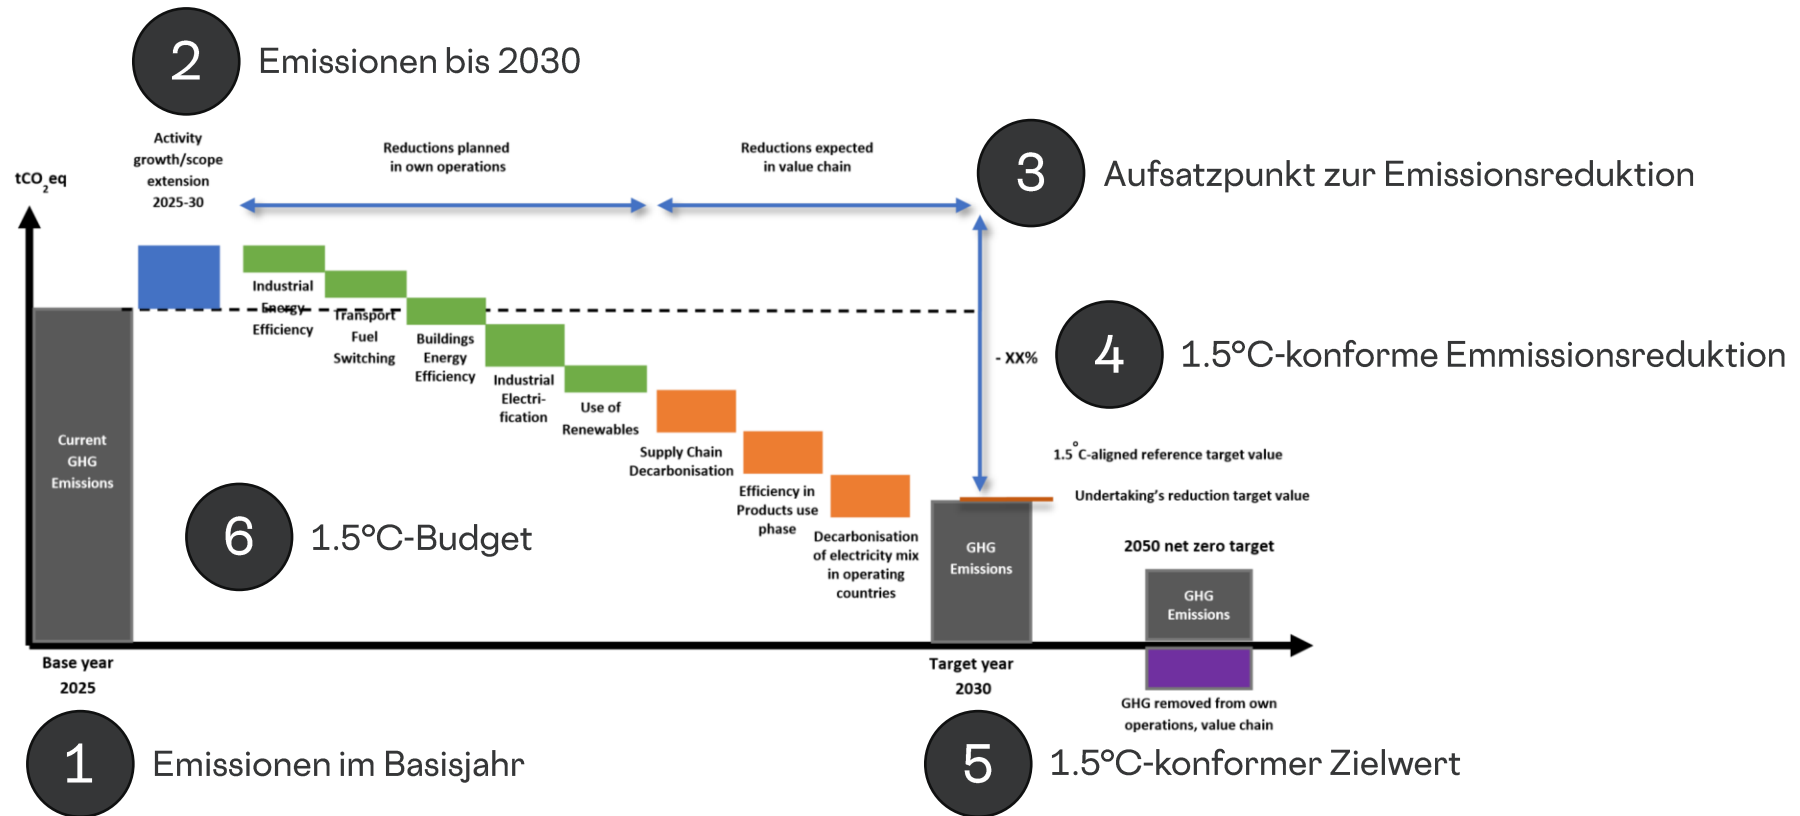 2
Emissionen bis 2030
Activity
growth/scope
extension
2025-30
Reductions planned
in own operations
Reductions expected
in value chain
3
Aufsatzpunkt zur Emissionsreduktion
tCO2eq
Industrial
Energy
Efficiency
Transport
Fuel
Switching
Buildings
Energy
Efficiency
Industrial
Electri-
fication
Use of
Renewables
Supply Chain
Decarbonisation
Efficiency in
Products use
phase
Decarbonisation
of electricity mix
in operating
countries
- XX%
4
1.5°C-konforme Emmissionsreduktion
1.5°C-aligned reference target value
Undertaking's reduction target value
Current
GHG
Emissions
6
1.5°C-Budget
GHG
Emissions
2050 net zero target
GHG
Emissions
Base year
2025
Target year
2030
GHG removed from own
operations, value chain
1
Emissionen im Basisjahr
5
1.5°C-konformer Zielwert